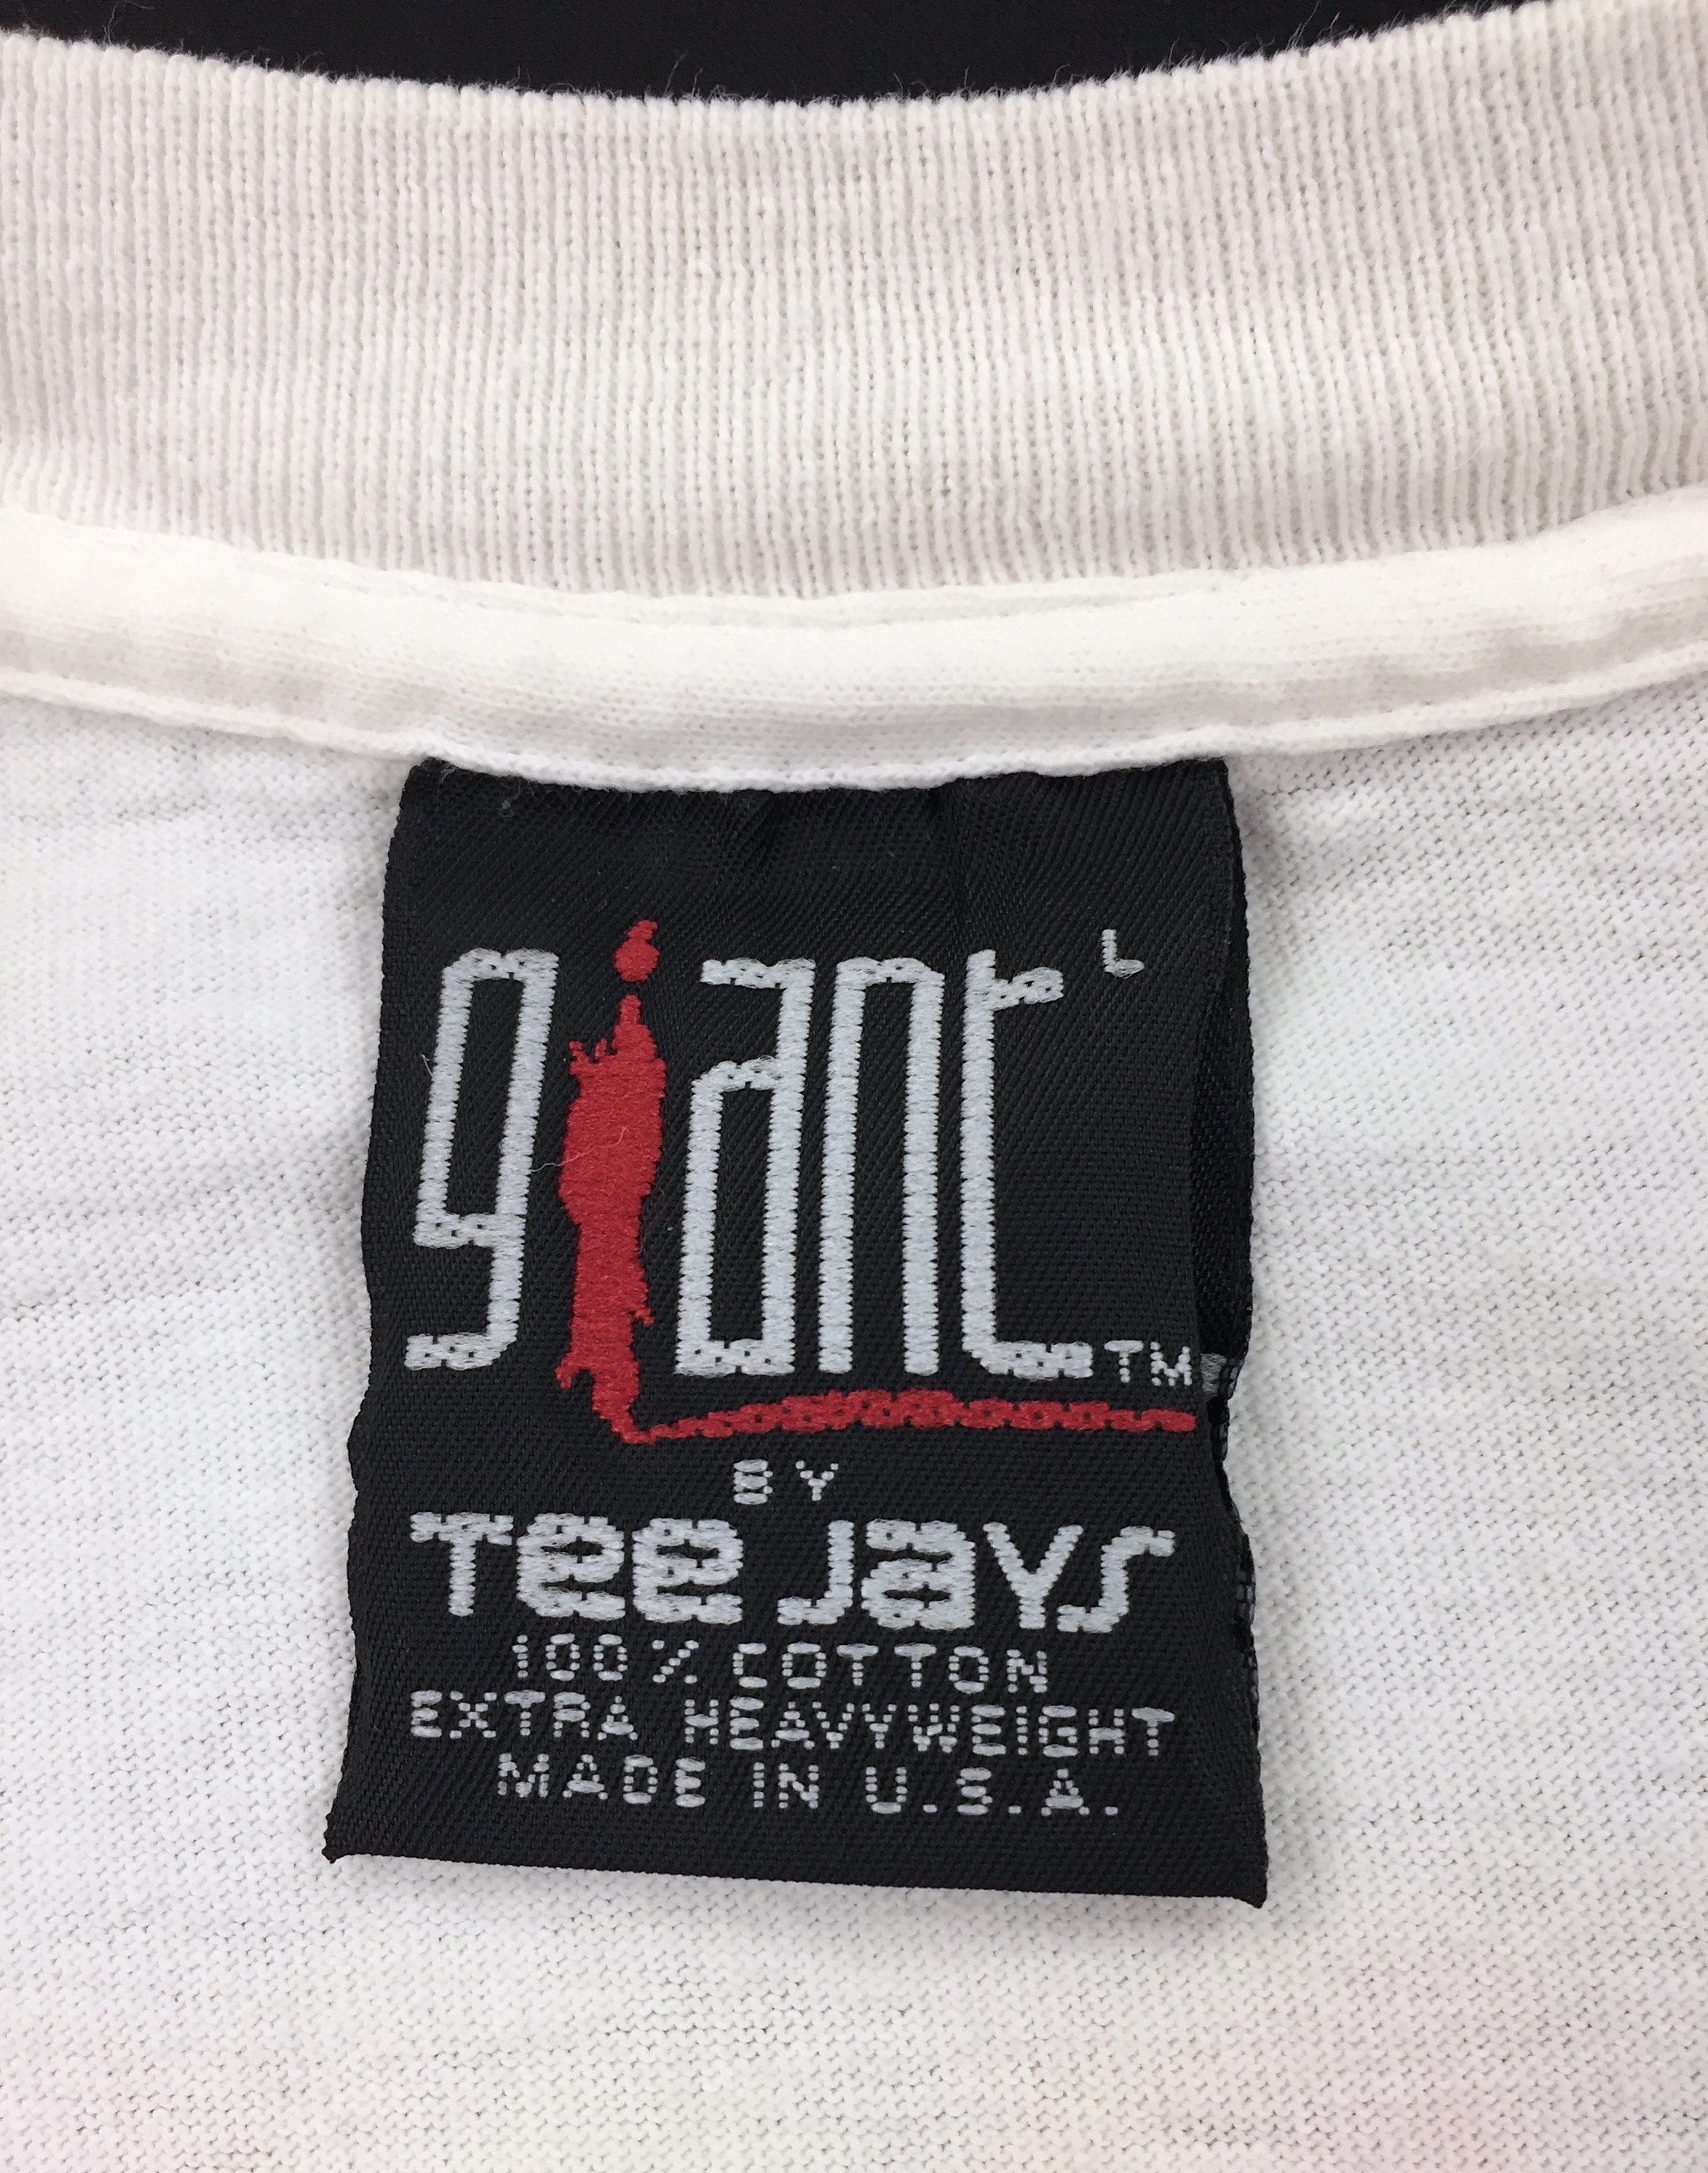 giant L
TM
BY
Tee Jays
100% COTTON
EXTRA HEAVYWEIGHT
MADE IN U.S.A.